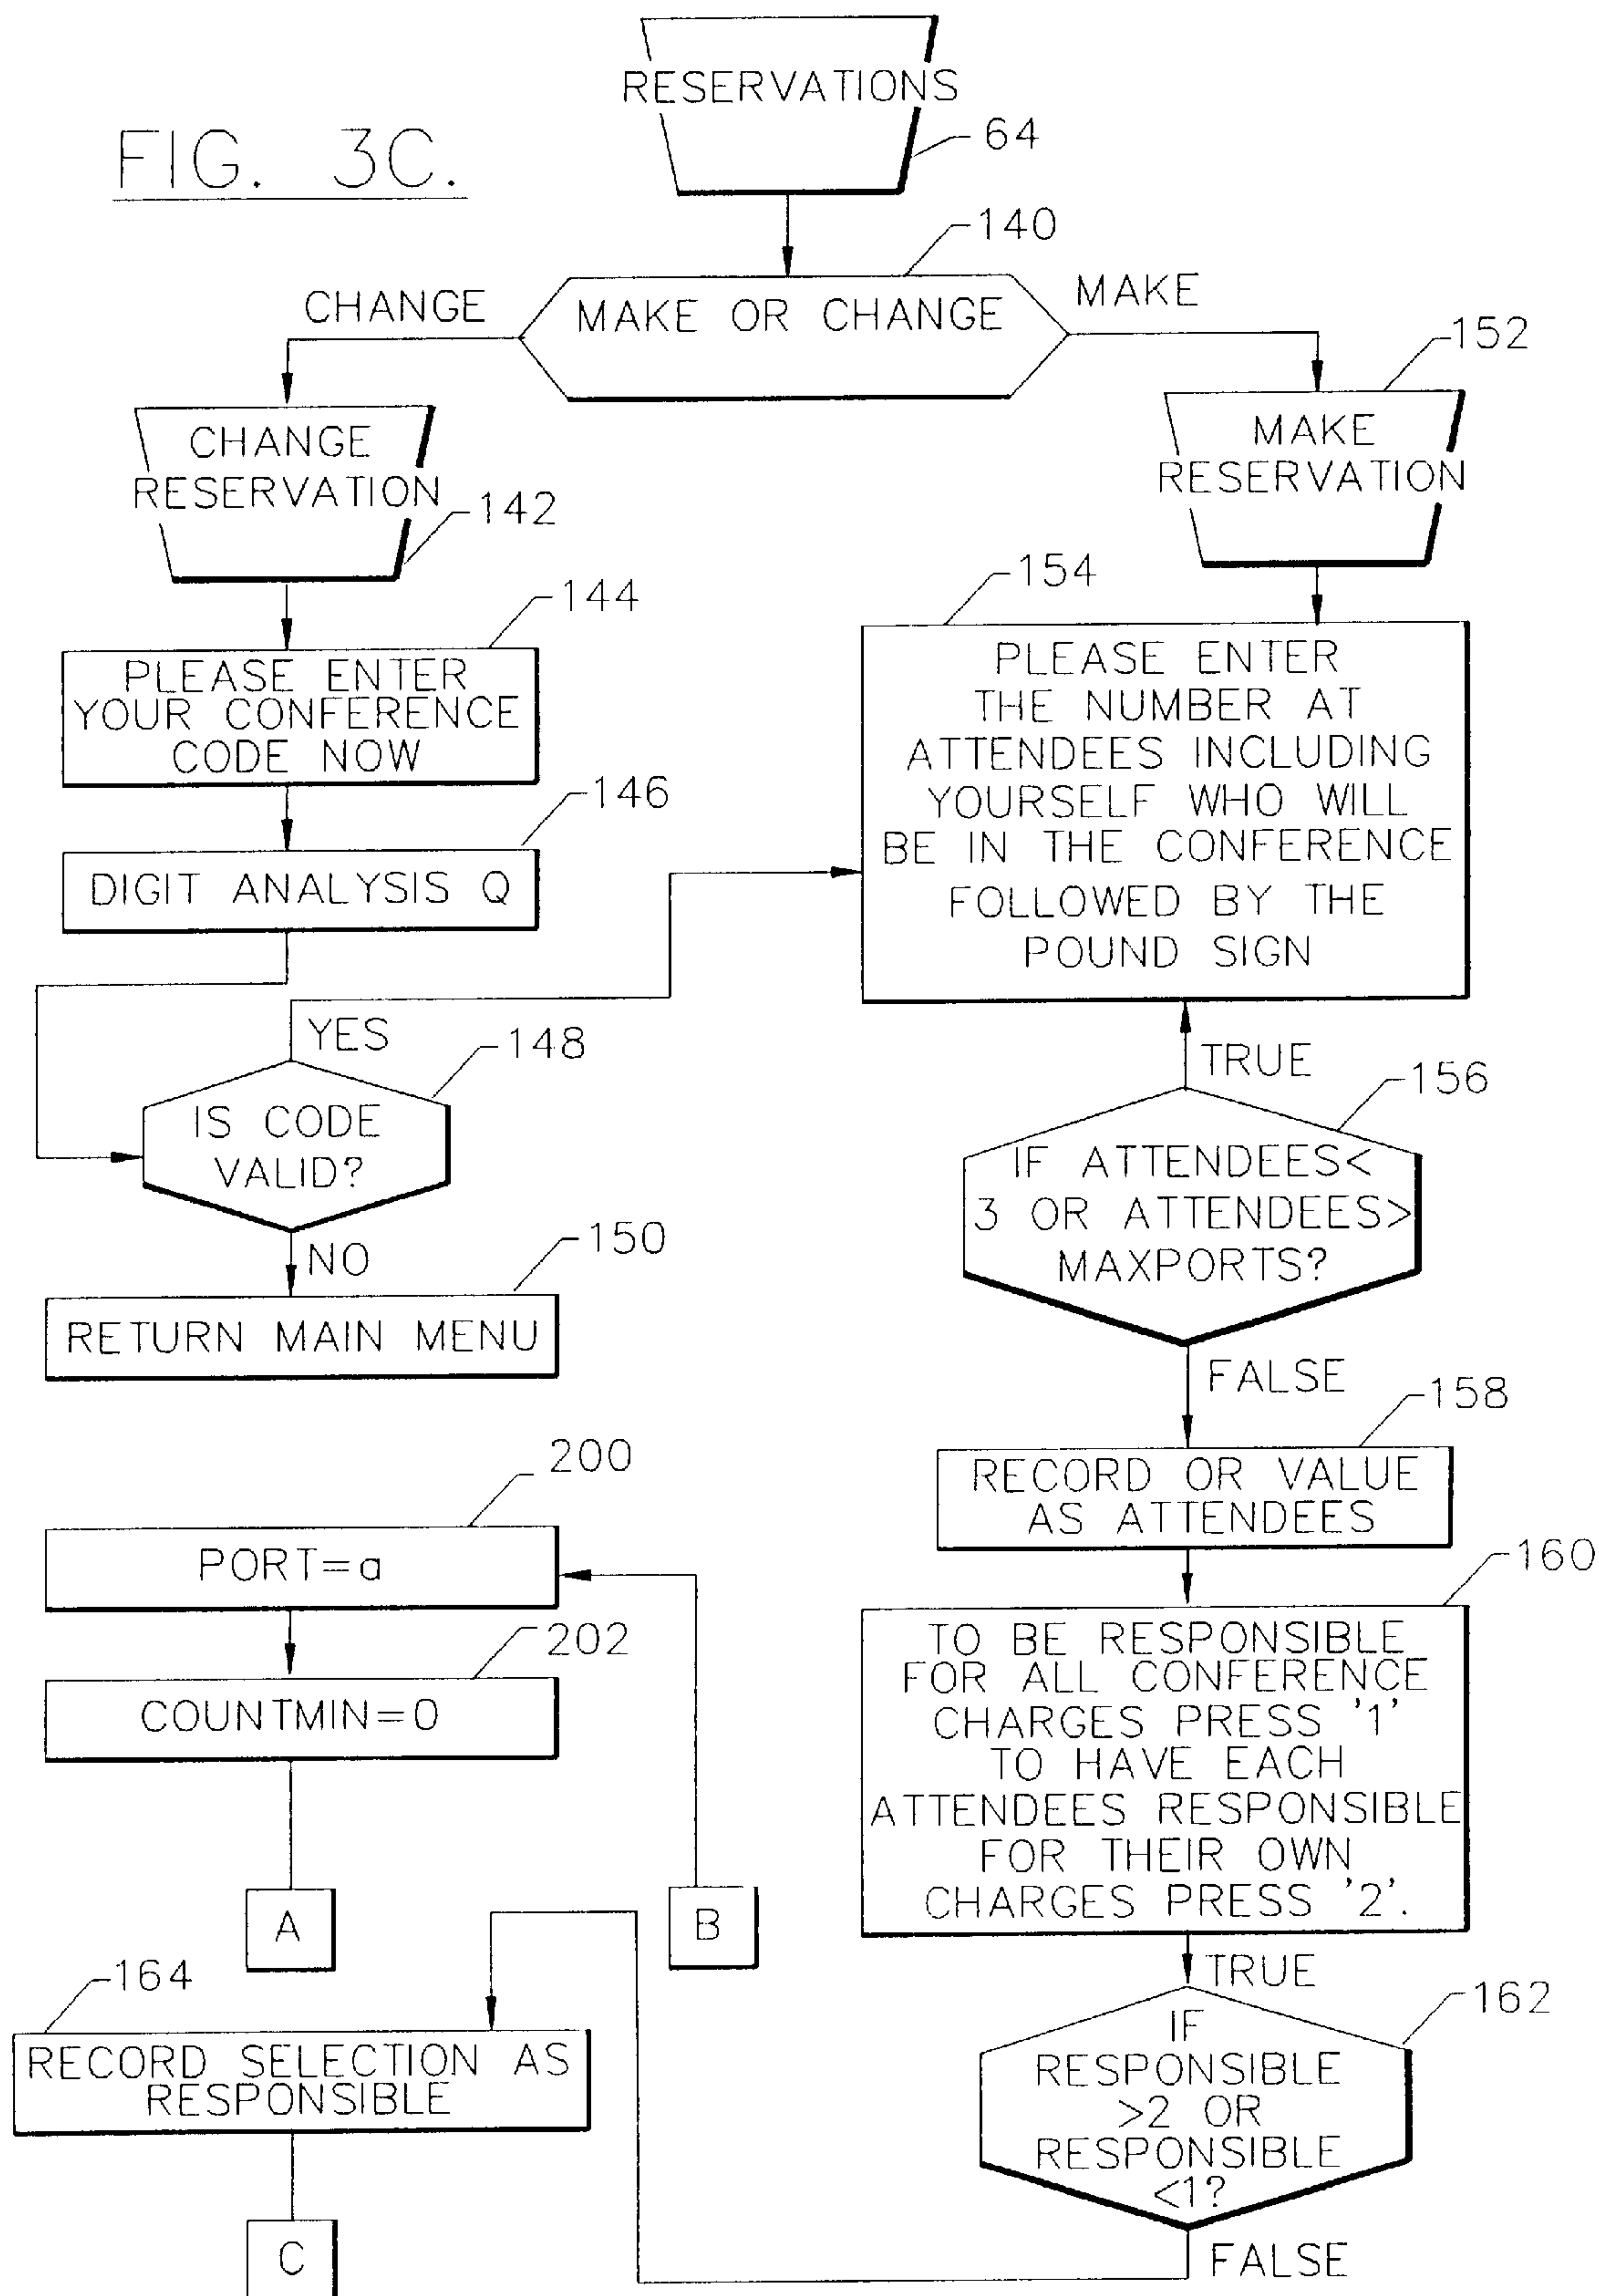 FIG. 3C.
RESERVATIONS
64
140
CHANGE
MAKE OR CHANGE
MAKE
152
CHANGE
RESERVATION
142
MAKE
RESERVATION
144
PLEASE ENTER
YOUR CONFERENCE
CODE NOW
146
DIGIT ANALYSIS Q
YES
148
IS CODE
VALID?
NO
150
RETURN MAIN MENU
154
PLEASE ENTER
THE NUMBER AT
ATTENDEES INCLUDING
YOURSELF WHO WILL
BE IN THE CONFERENCE
FOLLOWED BY THE
POUND SIGN
TRUE
156
IF ATTENDEES<
3 OR ATTENDEES>
MAXPORTS?
FALSE
158
RECORD OR VALUE
AS ATTENDEES
160
TO BE RESPONSIBLE
FOR ALL CONFERENCE
CHARGES PRESS '1'
TO HAVE EACH
ATTENDEES RESPONSIBLE
FOR THEIR OWN
CHARGES PRESS '2'.
TRUE
162
IF
RESPONSIBLE
>2 OR
RESPONSIBLE
<1?
FALSE
200
PORT=a
202
COUNTMIN=0
A
B
164
RECORD SELECTION AS
RESPONSIBLE
C